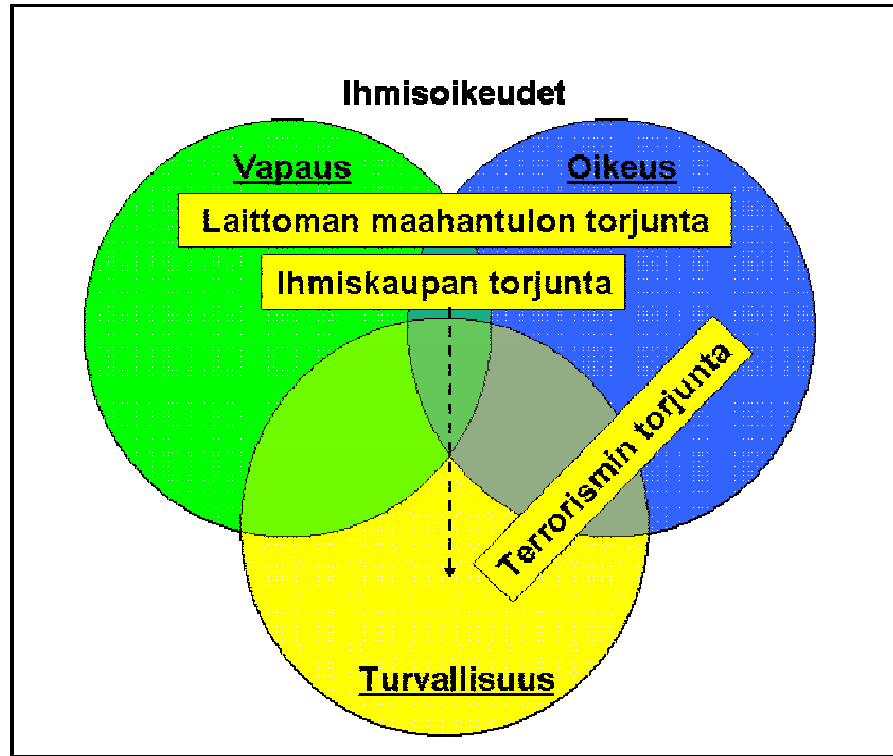 Ihmisoikeudet
Vapaus
Oikeus
Laittoman maahantulon torjunta
Ihmiskaupan torjunta
Terrorismin torjunta
Turvallisuus